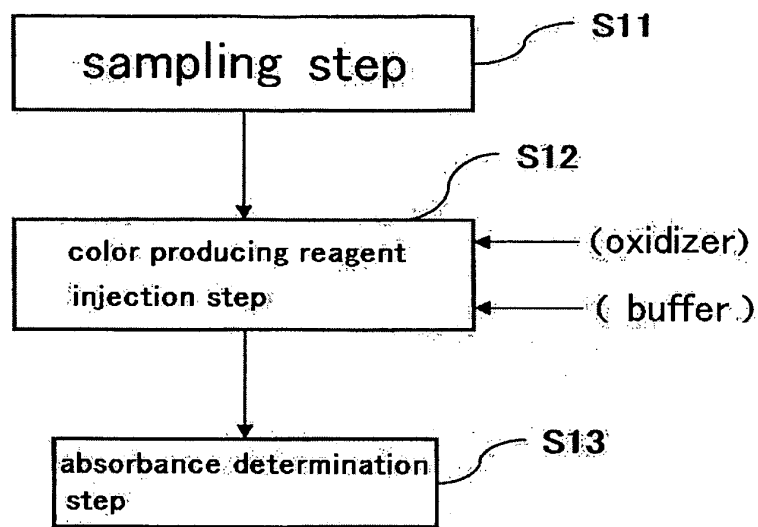 S11
sampling step
S12
color producing reagent
injection step
(oxidizer)
( buffer )
S13
absorbance determination
step